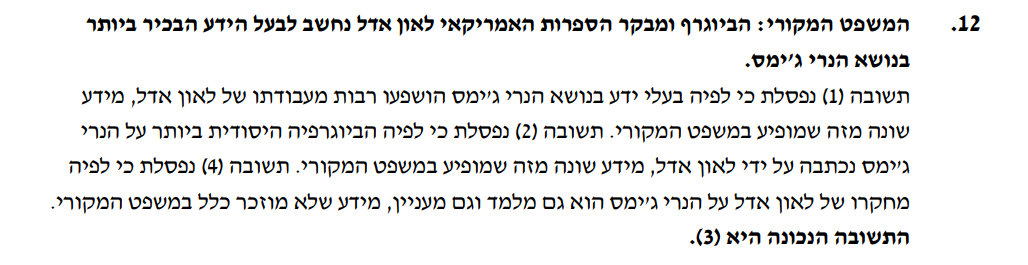 12. המשפט המקורי: הביוגרף ומבקר הספרות האמריקאי לאון אדל נחשב לבעל הידע הבכיר ביותר
בנושא הנרי ג'ימס.
תשובה (1) נפסלת כי לפיה בעלי ידע בנושא הנרי ג'ימס הושפעו רבות מעבודתו של לאון אדל, מידע
שונה מזה שמופיע במשפט המקורי. תשובה (2) נפסלת כי לפיה הביוגרפיה היסודית ביותר על הנרי
ג'יימס נכתבה על ידי לאון אדל, מידע שונה מזה שמופיע במשפט המקורי. תשובה (4) נפסלת כי לפיה
מחקרו של לאון אדל על הנרי ג'ימס הוא גם מלמד וגם מעניין, מידע שלא מוזכר כלל במשפט המקורי.
התשובה הנכונה היא (3).